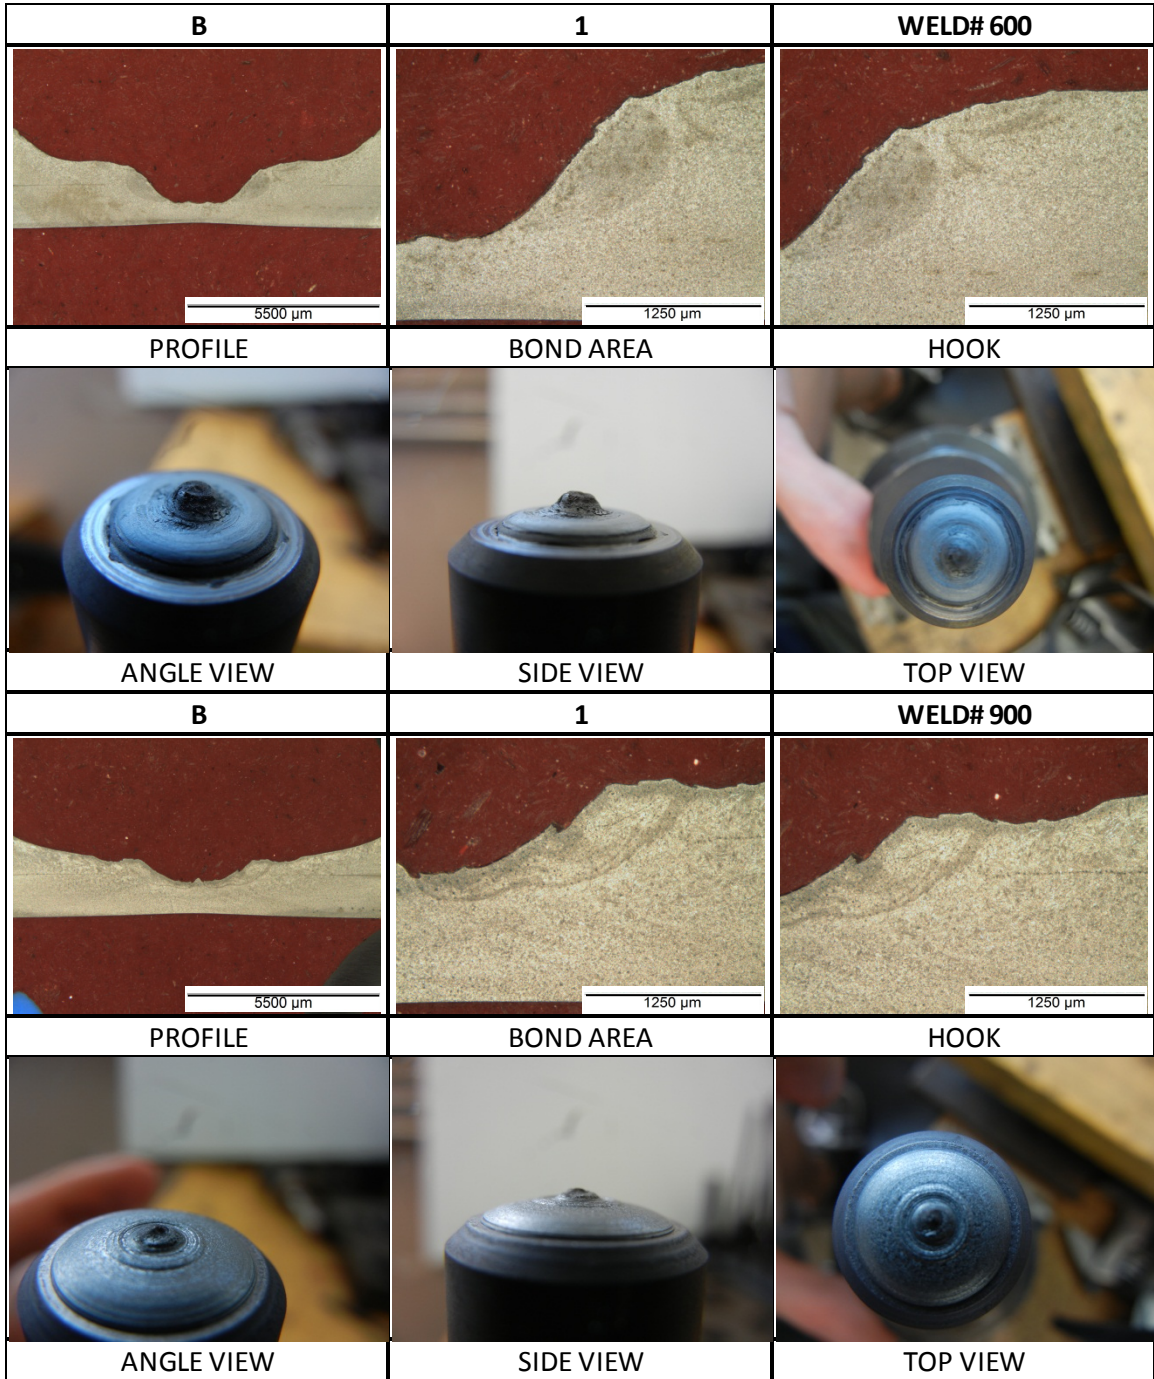 B 1 WELD# 600
5500 µm 1250 µm 1250 µm
PROFILE BOND AREA HOOK
ANGLE VIEW SIDE VIEW TOP VIEW
B 1 WELD# 900
5500 µm 1250 µm 1250 µm
PROFILE BOND AREA HOOK
ANGLE VIEW SIDE VIEW TOP VIEW